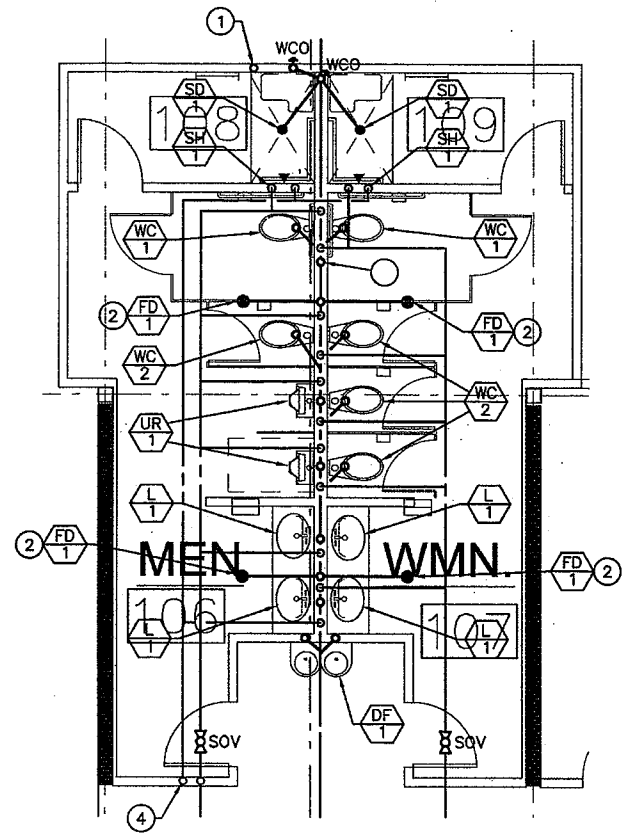 1
WCO
WCO
SD
1
SD
1
108
109
SH
1
SH
1
WC
1
WC
1
2
FD
1
FD
1
2
WC
2
WC
2
UR
1
L
1
L
1
2
FD
1
MEN
WMN.
FD
1
2
106
107
L
1
L
1
DF
1
SOV
SOV
4